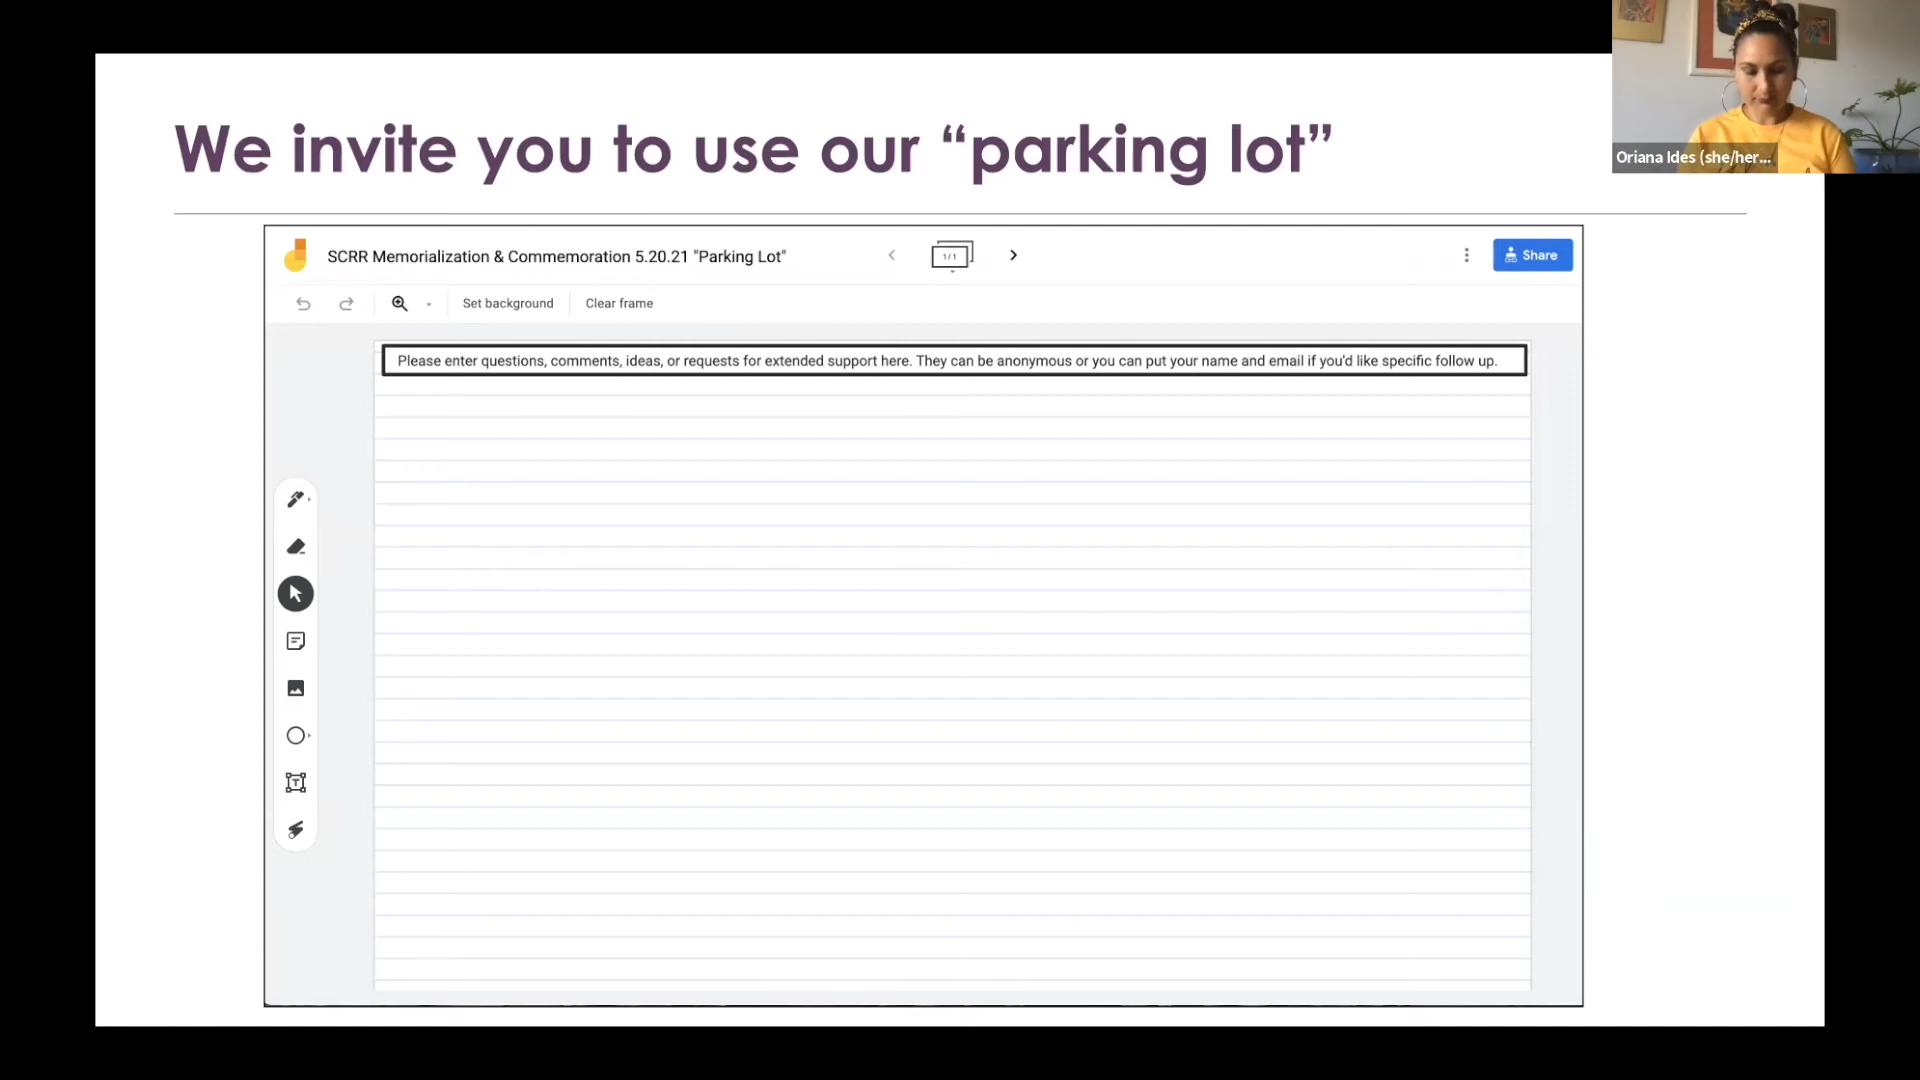 We invite you to use our “parking lot”
Oriana Ides (she/her...
SCRR Memorialization & Commemoration 5.20.21 "Parking Lot"
1/1
Share
Set background
Clear frame
Please enter questions, comments, ideas, or requests for extended support here. They can be anonymous or you can put your name and email if you'd like specific follow up.